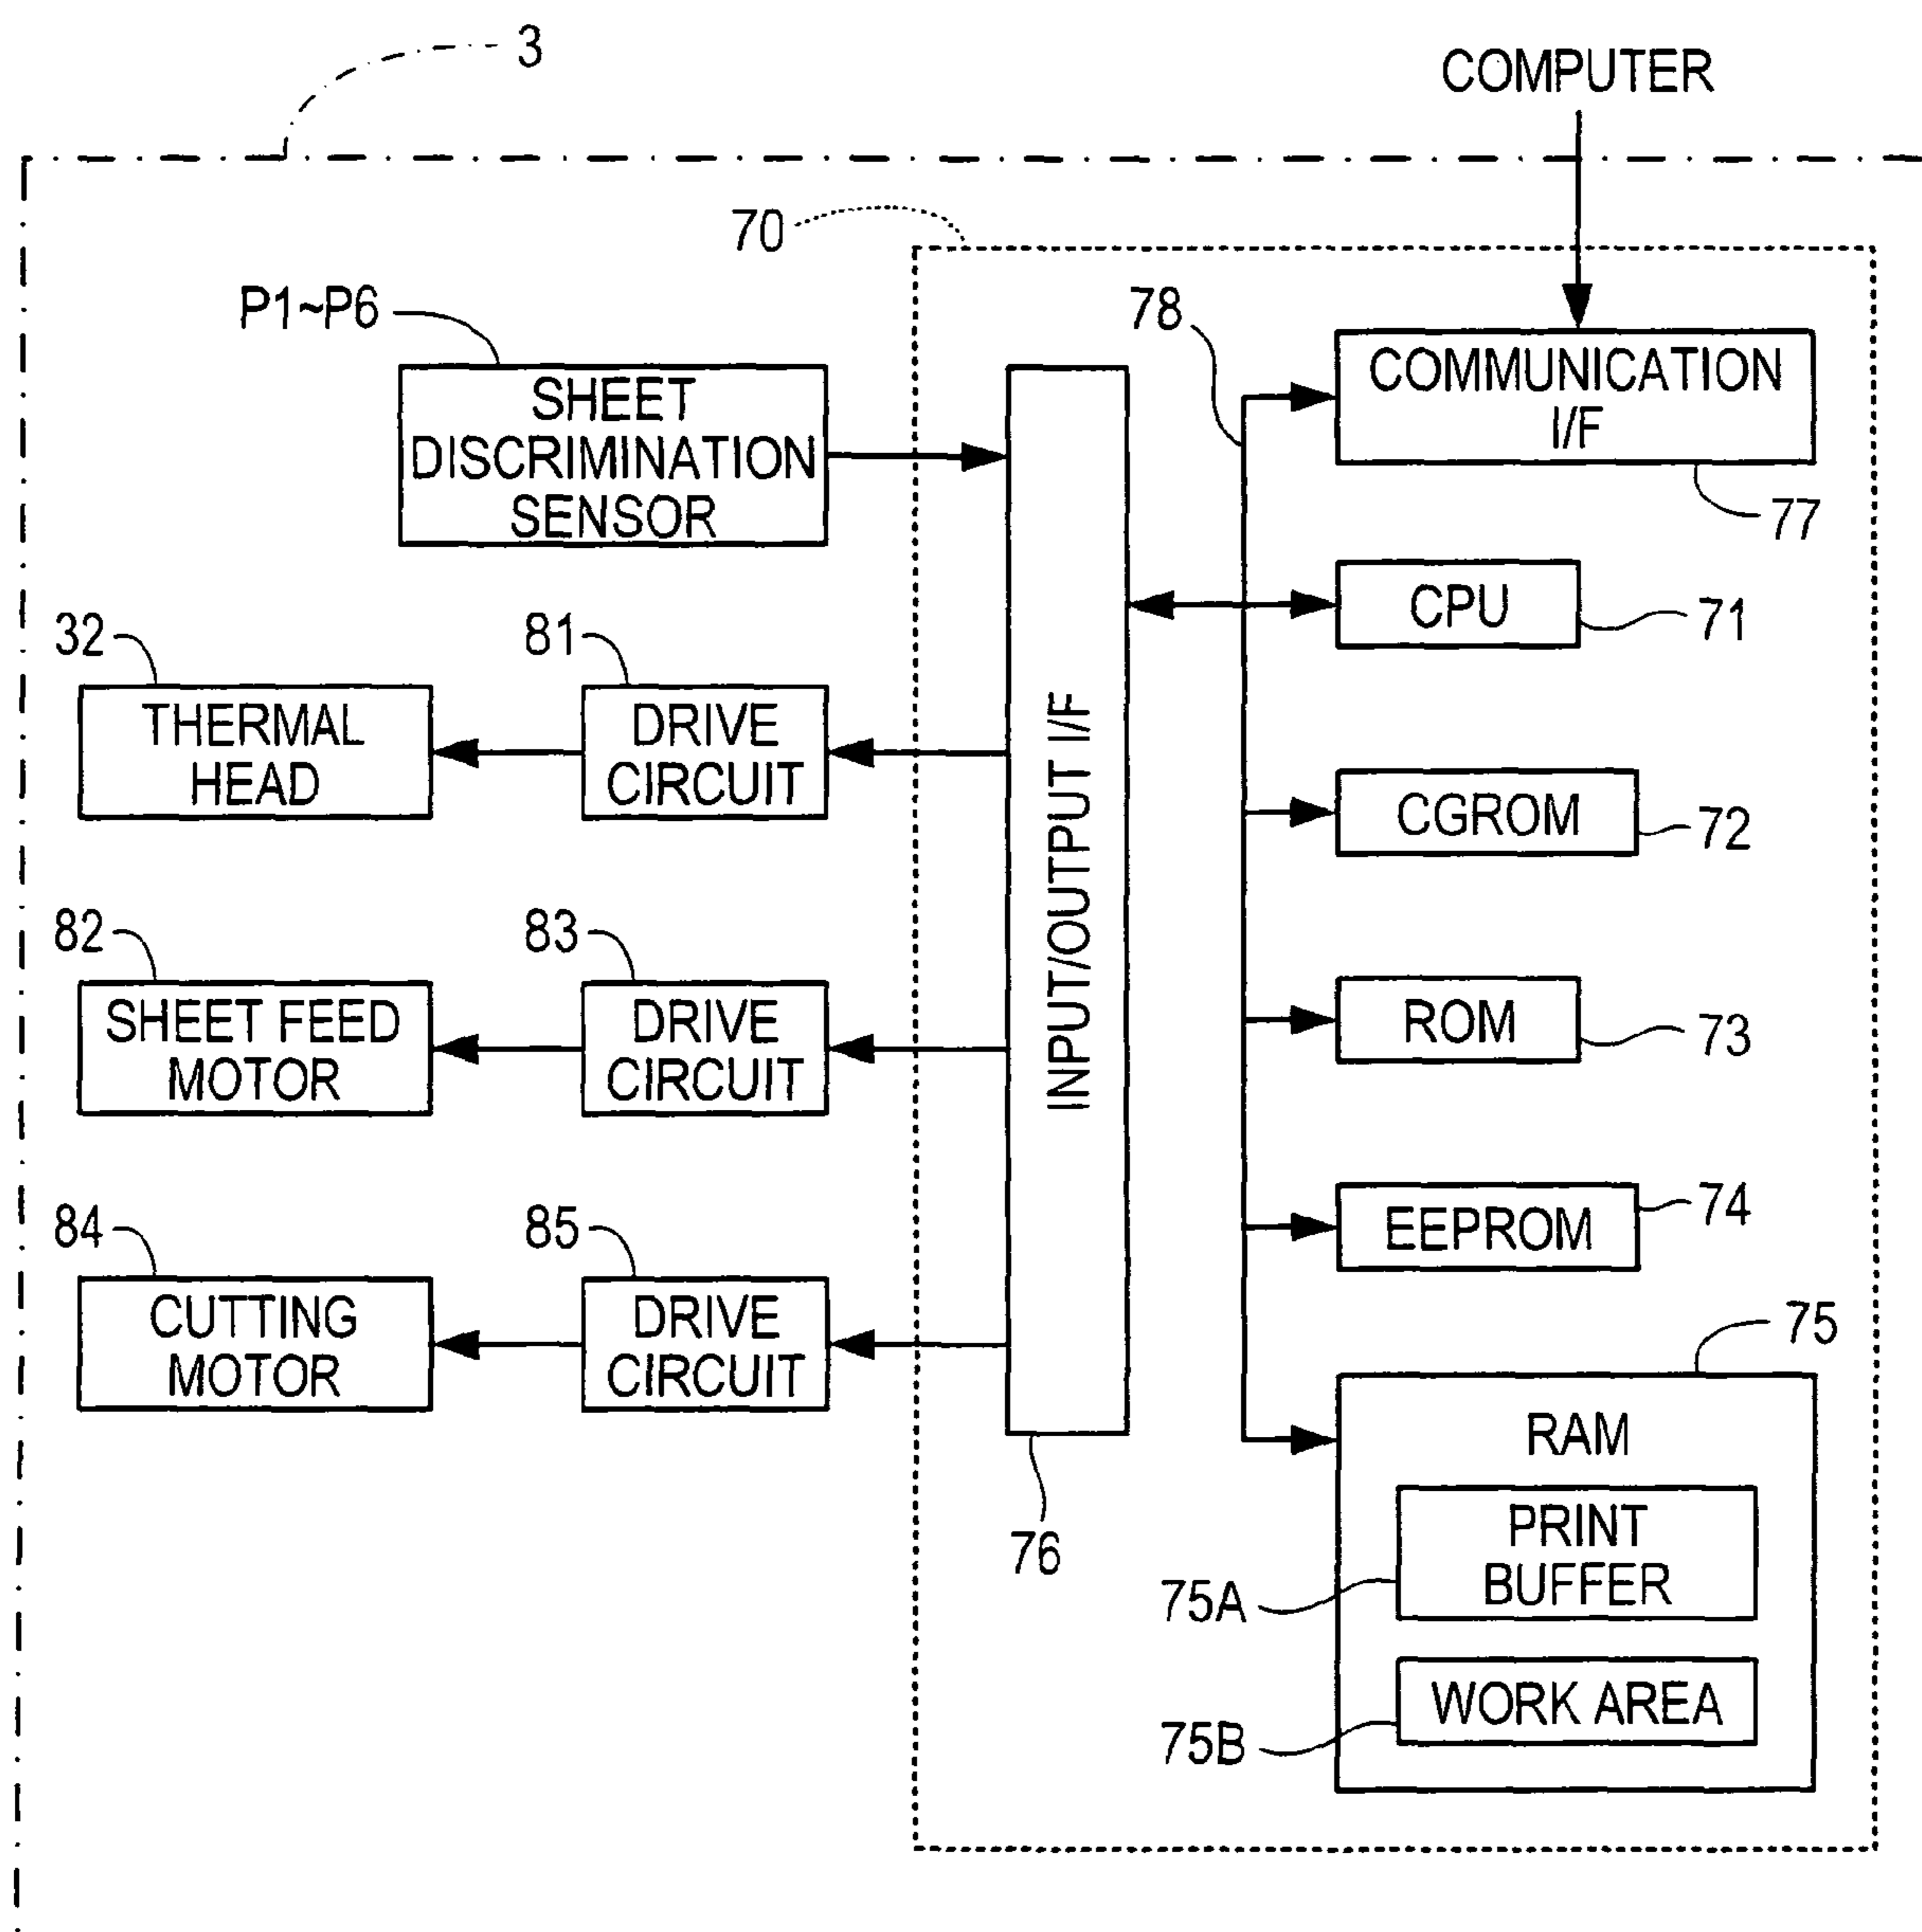 3
COMPUTER
70
P1~P6
78
SHEET
DISCRIMINATION
SENSOR
COMMUNICATION
I/F
77
CPU
71
32
81
THERMAL
HEAD
DRIVE
CIRCUIT
INPUT/OUTPUT I/F
CGROM
72
82
83
SHEET FEED
MOTOR
DRIVE
CIRCUIT
ROM
73
84
85
CUTTING
MOTOR
DRIVE
CIRCUIT
EEPROM
74
75
RAM
76
PRINT
BUFFER
75A
WORK AREA
75B